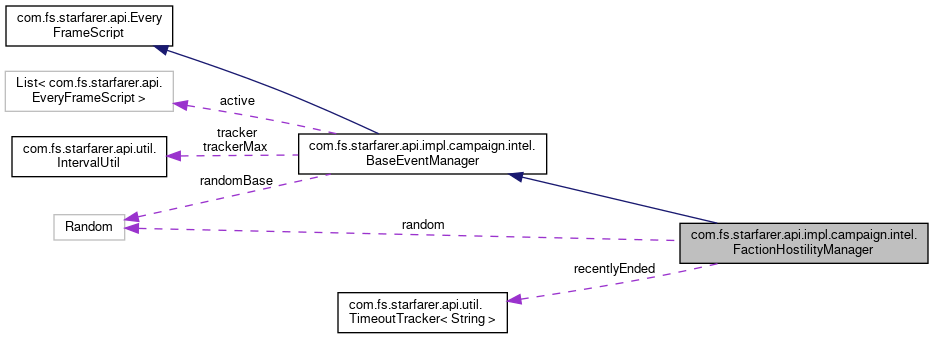 com.fs.starfarer.api.Every
FrameScript
List< com.fs.starfarer.api.
EveryFrameScript >
active
com.fs.starfarer.api.util.
IntervalUtil
tracker
trackerMax
com.fs.starfarer.api.impl.campaign.intel.
BaseEventManager
randomBase
Random
random
com.fs.starfarer.api.impl.campaign.intel.
FactionHostilityManager
recentlyEnded
com.fs.starfarer.api.util.
TimeoutTracker< String >